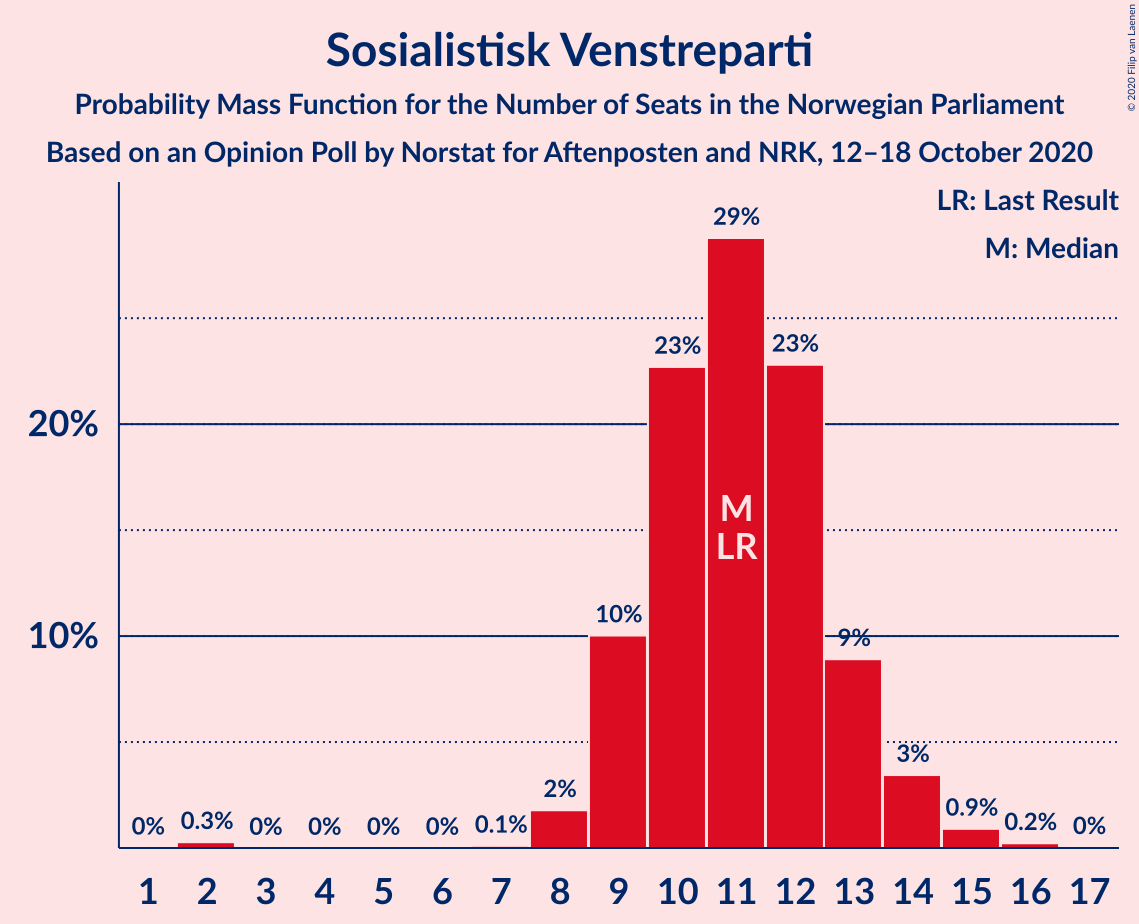 Sosialistisk Venstreparti
Probability Mass Function for the Number of Seats in the Norwegian Parliament
Based on an Opinion Poll by Norstat for Aftenposten and NRK, 12–18 October 2020
© 2020 Filip van Laenen
LR: Last Result
M: Median
29%
23%
23%
20%
M
LR
10%
10%
9%
3%
2%
0%
0.3%
0%
0%
0%
0%
0.1%
0.9%
0.2%
0%
1 2 3 4 5 6 7 8 9 10 11 12 13 14 15 16 17